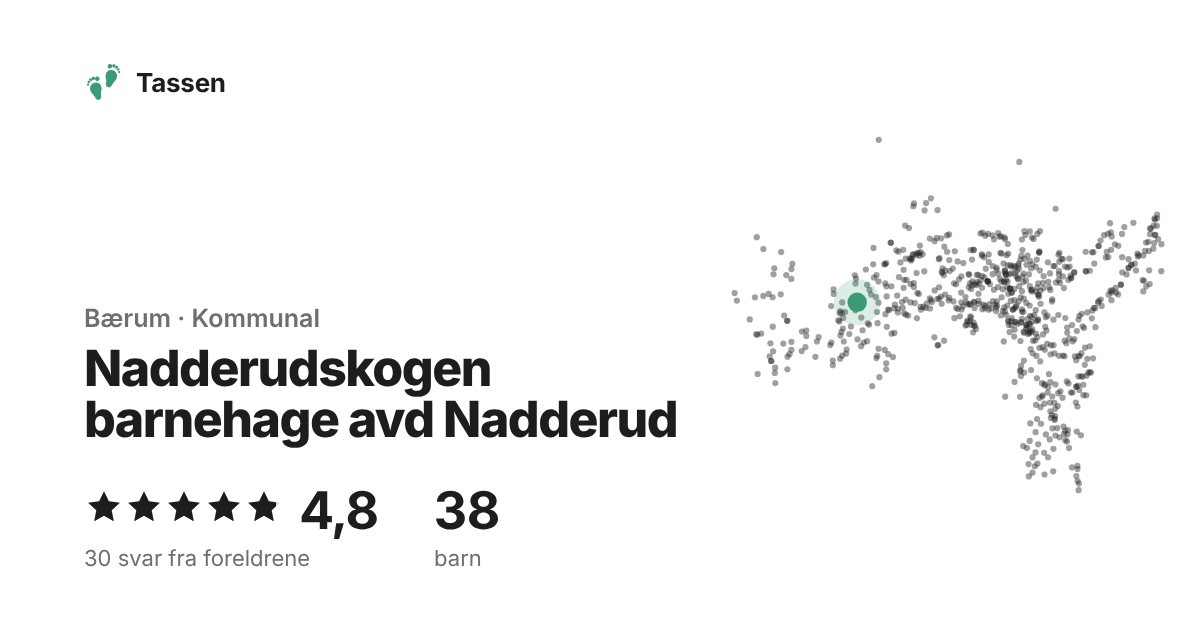 Tassen
Bærum · Kommunal
Nadderudskogen
barnehage avd Nadderud
4,8
38
30 svar fra foreldrene
barn